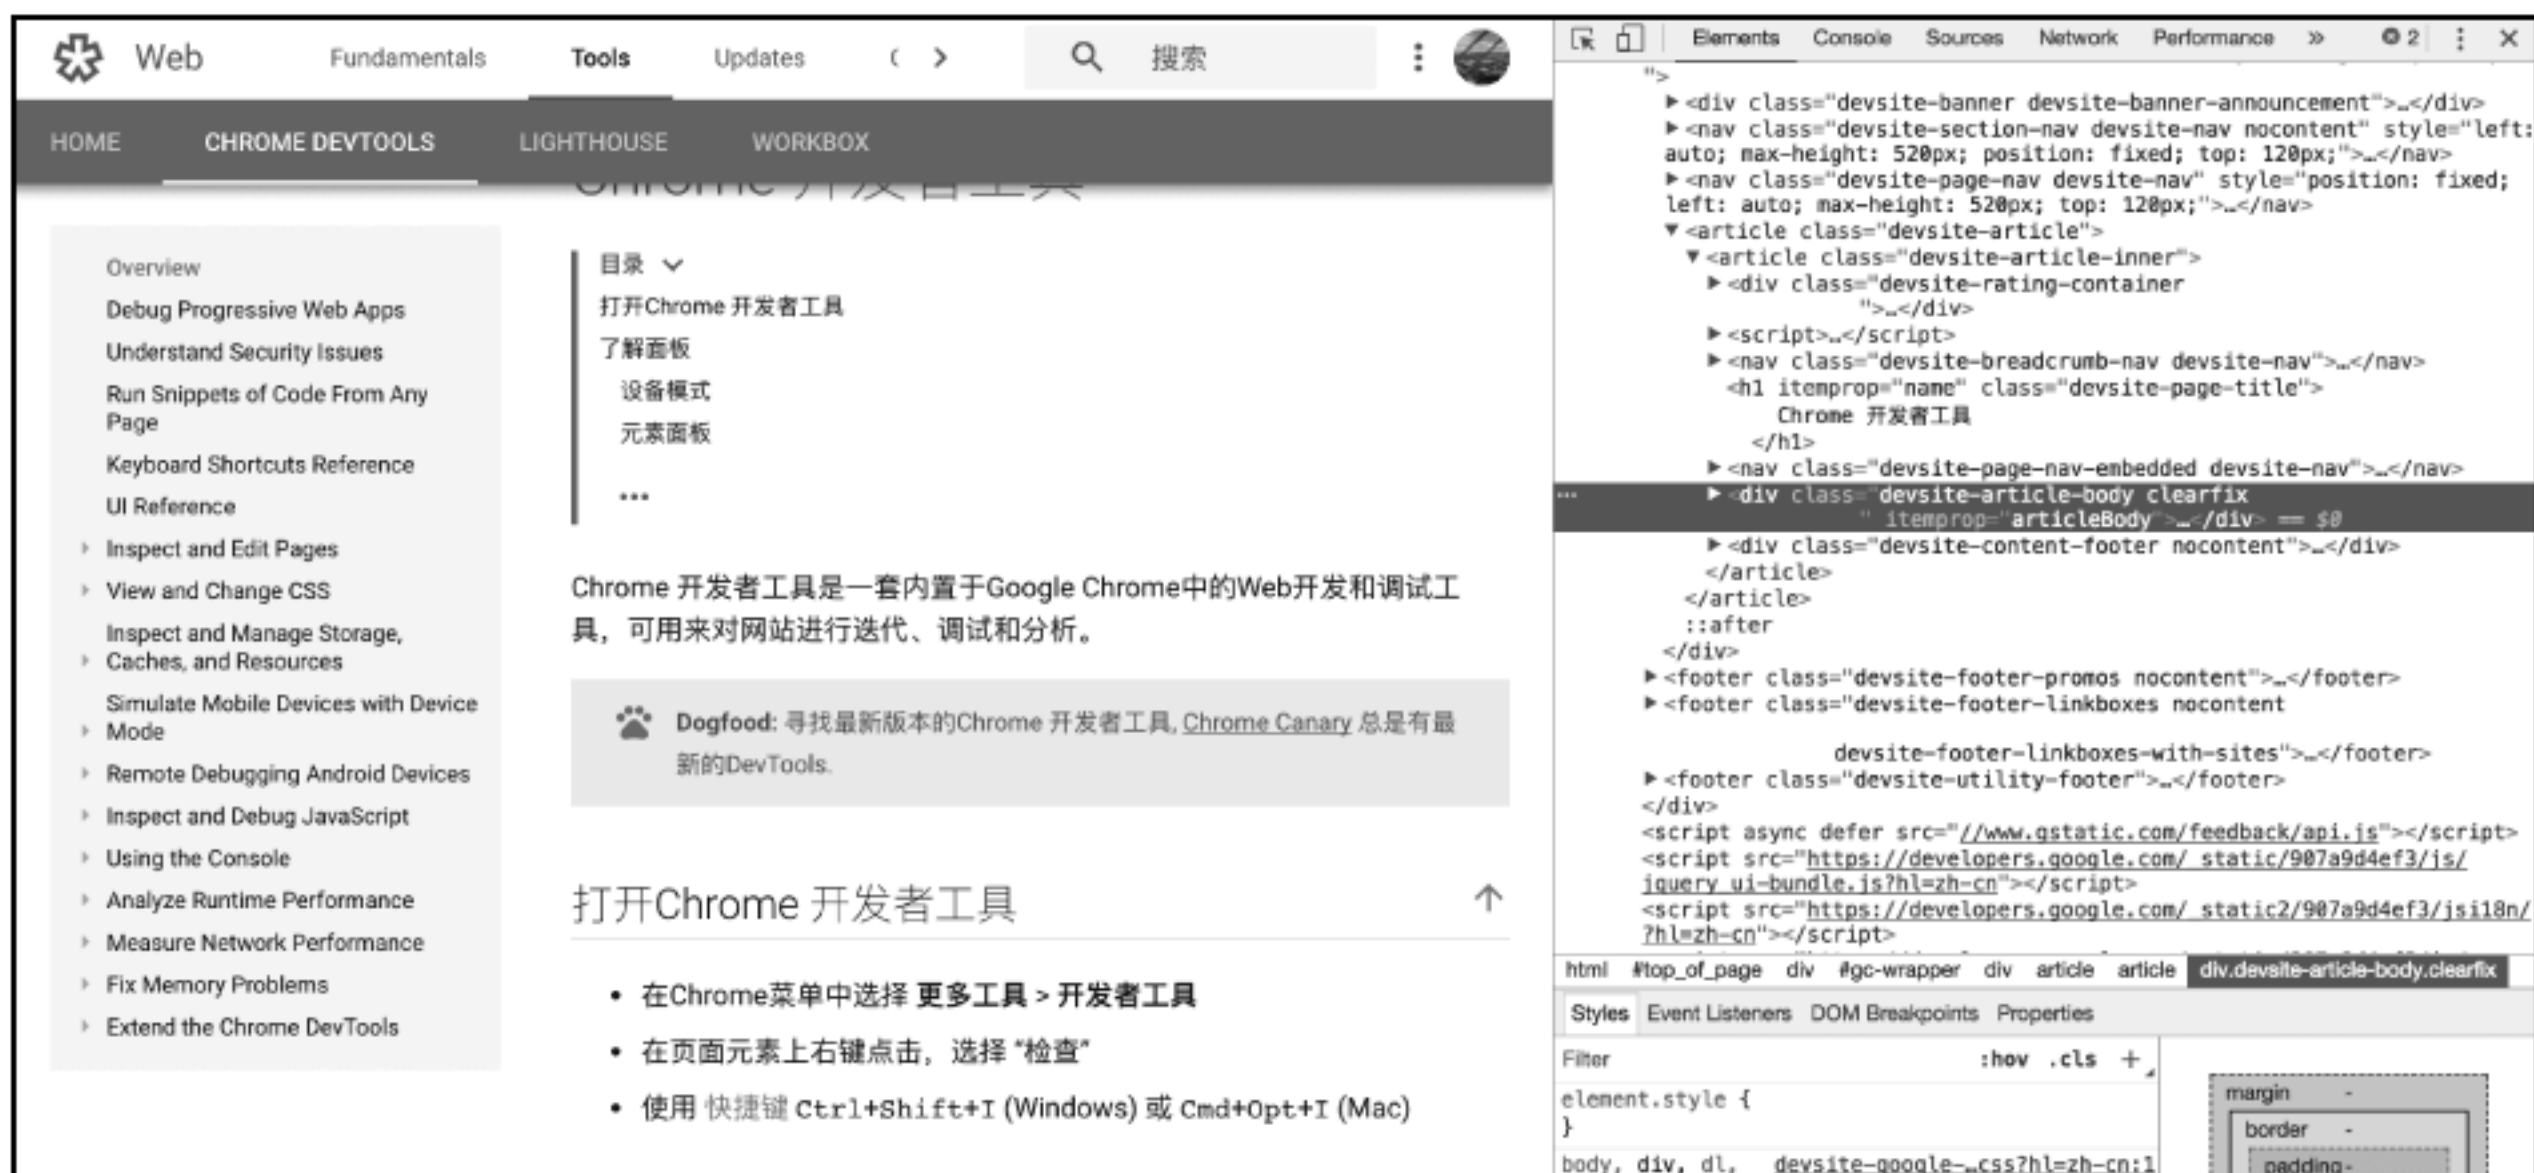 Web Fundamentals Tools Updates 搜索
HOME CHROME DEVTOOLS LIGHTHOUSE WORKBOX
Chrome 开发者工具
Overview
Debug Progressive Web Apps
Understand Security Issues
Run Snippets of Code From Any
Page
Keyboard Shortcuts Reference
UI Reference
Inspect and Edit Pages
View and Change CSS
Inspect and Manage Storage,
Caches, and Resources
Simulate Mobile Devices with Device
Mode
Remote Debugging Android Devices
Inspect and Debug JavaScript
Using the Console
Analyze Runtime Performance
Measure Network Performance
Fix Memory Problems
Extend the Chrome DevTools
目录
打开Chrome 开发者工具
了解面板
设备模式
元素面板
•••
Chrome 开发者工具是一套内置于Google Chrome中的Web开发和调试工
具，可用来对网站进行迭代、调试和分析。
Dogfood: 寻找最新版本的Chrome 开发者工具, Chrome Canary 总是有最
新的DevTools.
打开Chrome 开发者工具
• 在Chrome菜单中选择 更多工具 > 开发者工具
• 在页面元素上右键点击，选择 “检查”
• 使用 快捷键 Ctrl+Shift+I (Windows) 或 Cmd+Opt+I (Mac)
Elements Console Sources Network Performance » 2
">
<div class="devsite-banner devsite-banner-announcement">…</div>
<nav class="devsite-section-nav devsite-nav nocontent" style="left:
auto; max-height: 520px; position: fixed; top: 120px;">…</nav>
<nav class="devsite-page-nav devsite-nav" style="position: fixed;
left: auto; max-height: 520px; top: 120px;">…</nav>
<article class="devsite-article">
<article class="devsite-article-inner">
<div class="devsite-rating-container
">…</div>
<script>…</script>
<nav class="devsite-breadcrumb-nav devsite-nav">…</nav>
<h1 itemprop="name" class="devsite-page-title">
Chrome 开发者工具
</h1>
<nav class="devsite-page-nav-embedded devsite-nav">…</nav>
<div class="devsite-article-body clearfix
" itemprop="articleBody">…</div> == $0
<div class="devsite-content-footer nocontent">…</div>
</article>
</article>
::after
</div>
<footer class="devsite-footer-promos nocontent">…</footer>
<footer class="devsite-footer-linkboxes nocontent
devsite-footer-linkboxes-with-sites">…</footer>
<footer class="devsite-utility-footer">…</footer>
</div>
<script async defer src="//www.gstatic.com/feedback/api.js"></script>
<script src="https://developers.google.com/_static/907a9d4ef3/js/
jquery_ui-bundle.js?hl=zh-cn"></script>
<script src="https://developers.google.com/_static2/907a9d4ef3/jsi18n/
?hl=zh-cn"></script>
html #top_of_page div #gc-wrapper div article article div.devsite-article-body.clearfix
Styles Event Listeners DOM Breakpoints Properties
Filter :hov .cls +
element.style {
}
body, div, dl, devsite-google-…css?hl=zh-cn:1
margin -
border -
padding -